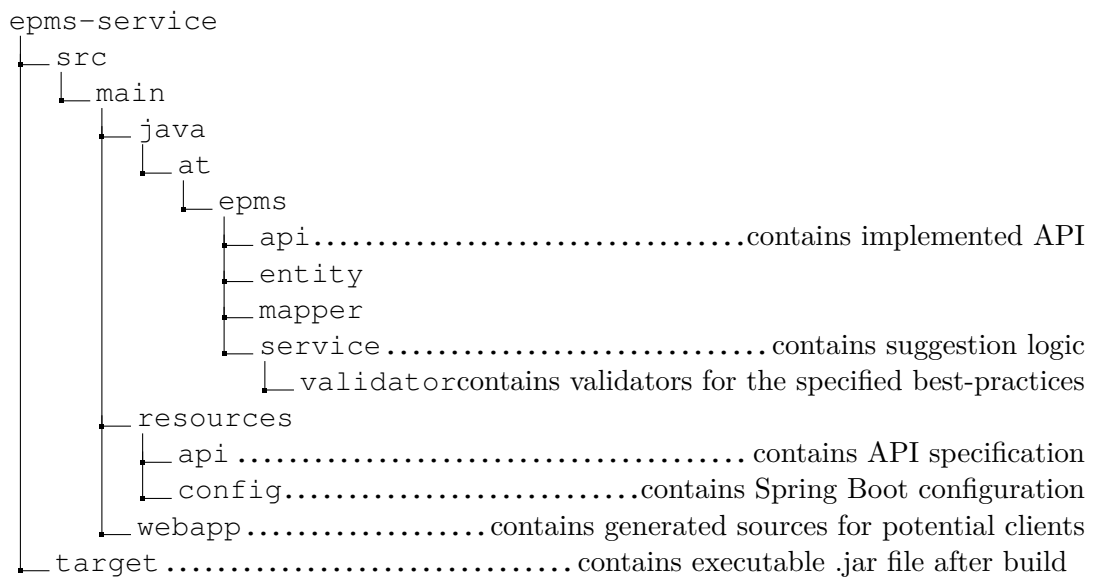 epms-service
src
main
java
at
epms
api..................................contains implemented API
entity
mapper
service..............................contains suggestion logic
validatorcontains validators for the specified best-practices
resources
api ........................................ contains API specification
config............................contains Spring Boot configuration
webapp...................contains generated sources for potential clients
target ................................contains executable .jar file after build